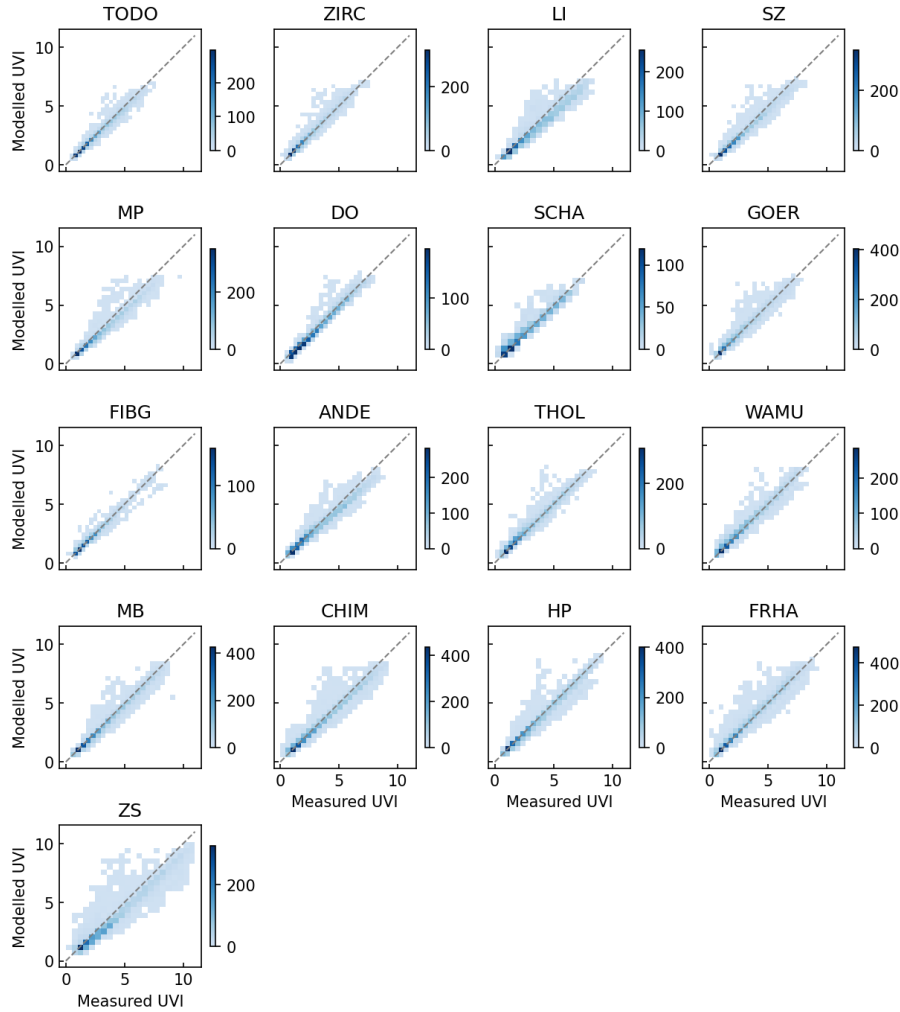 TODO ZIRC LI SZ
Modelled UVI 10 5 0 200 100 0 200 0 200 100 0 200 0
MP DO SCHA GOER
Modelled UVI 10 5 0 200 0 100 0 100 50 0 400 200 0
FIBG ANDE THOL WAMU
Modelled UVI 10 5 0 100 0 200 100 0 200 0 200 100 0
MB CHIM HP FRHA
Modelled UVI 10 5 0 400 200 0 400 200 0 400 200 0 400 200 0
0 5 10 0 5 10 0 5 10
Measured UVI Measured UVI Measured UVI
ZS
Modelled UVI 10 5 0 200 0
0 5 10
Measured UVI